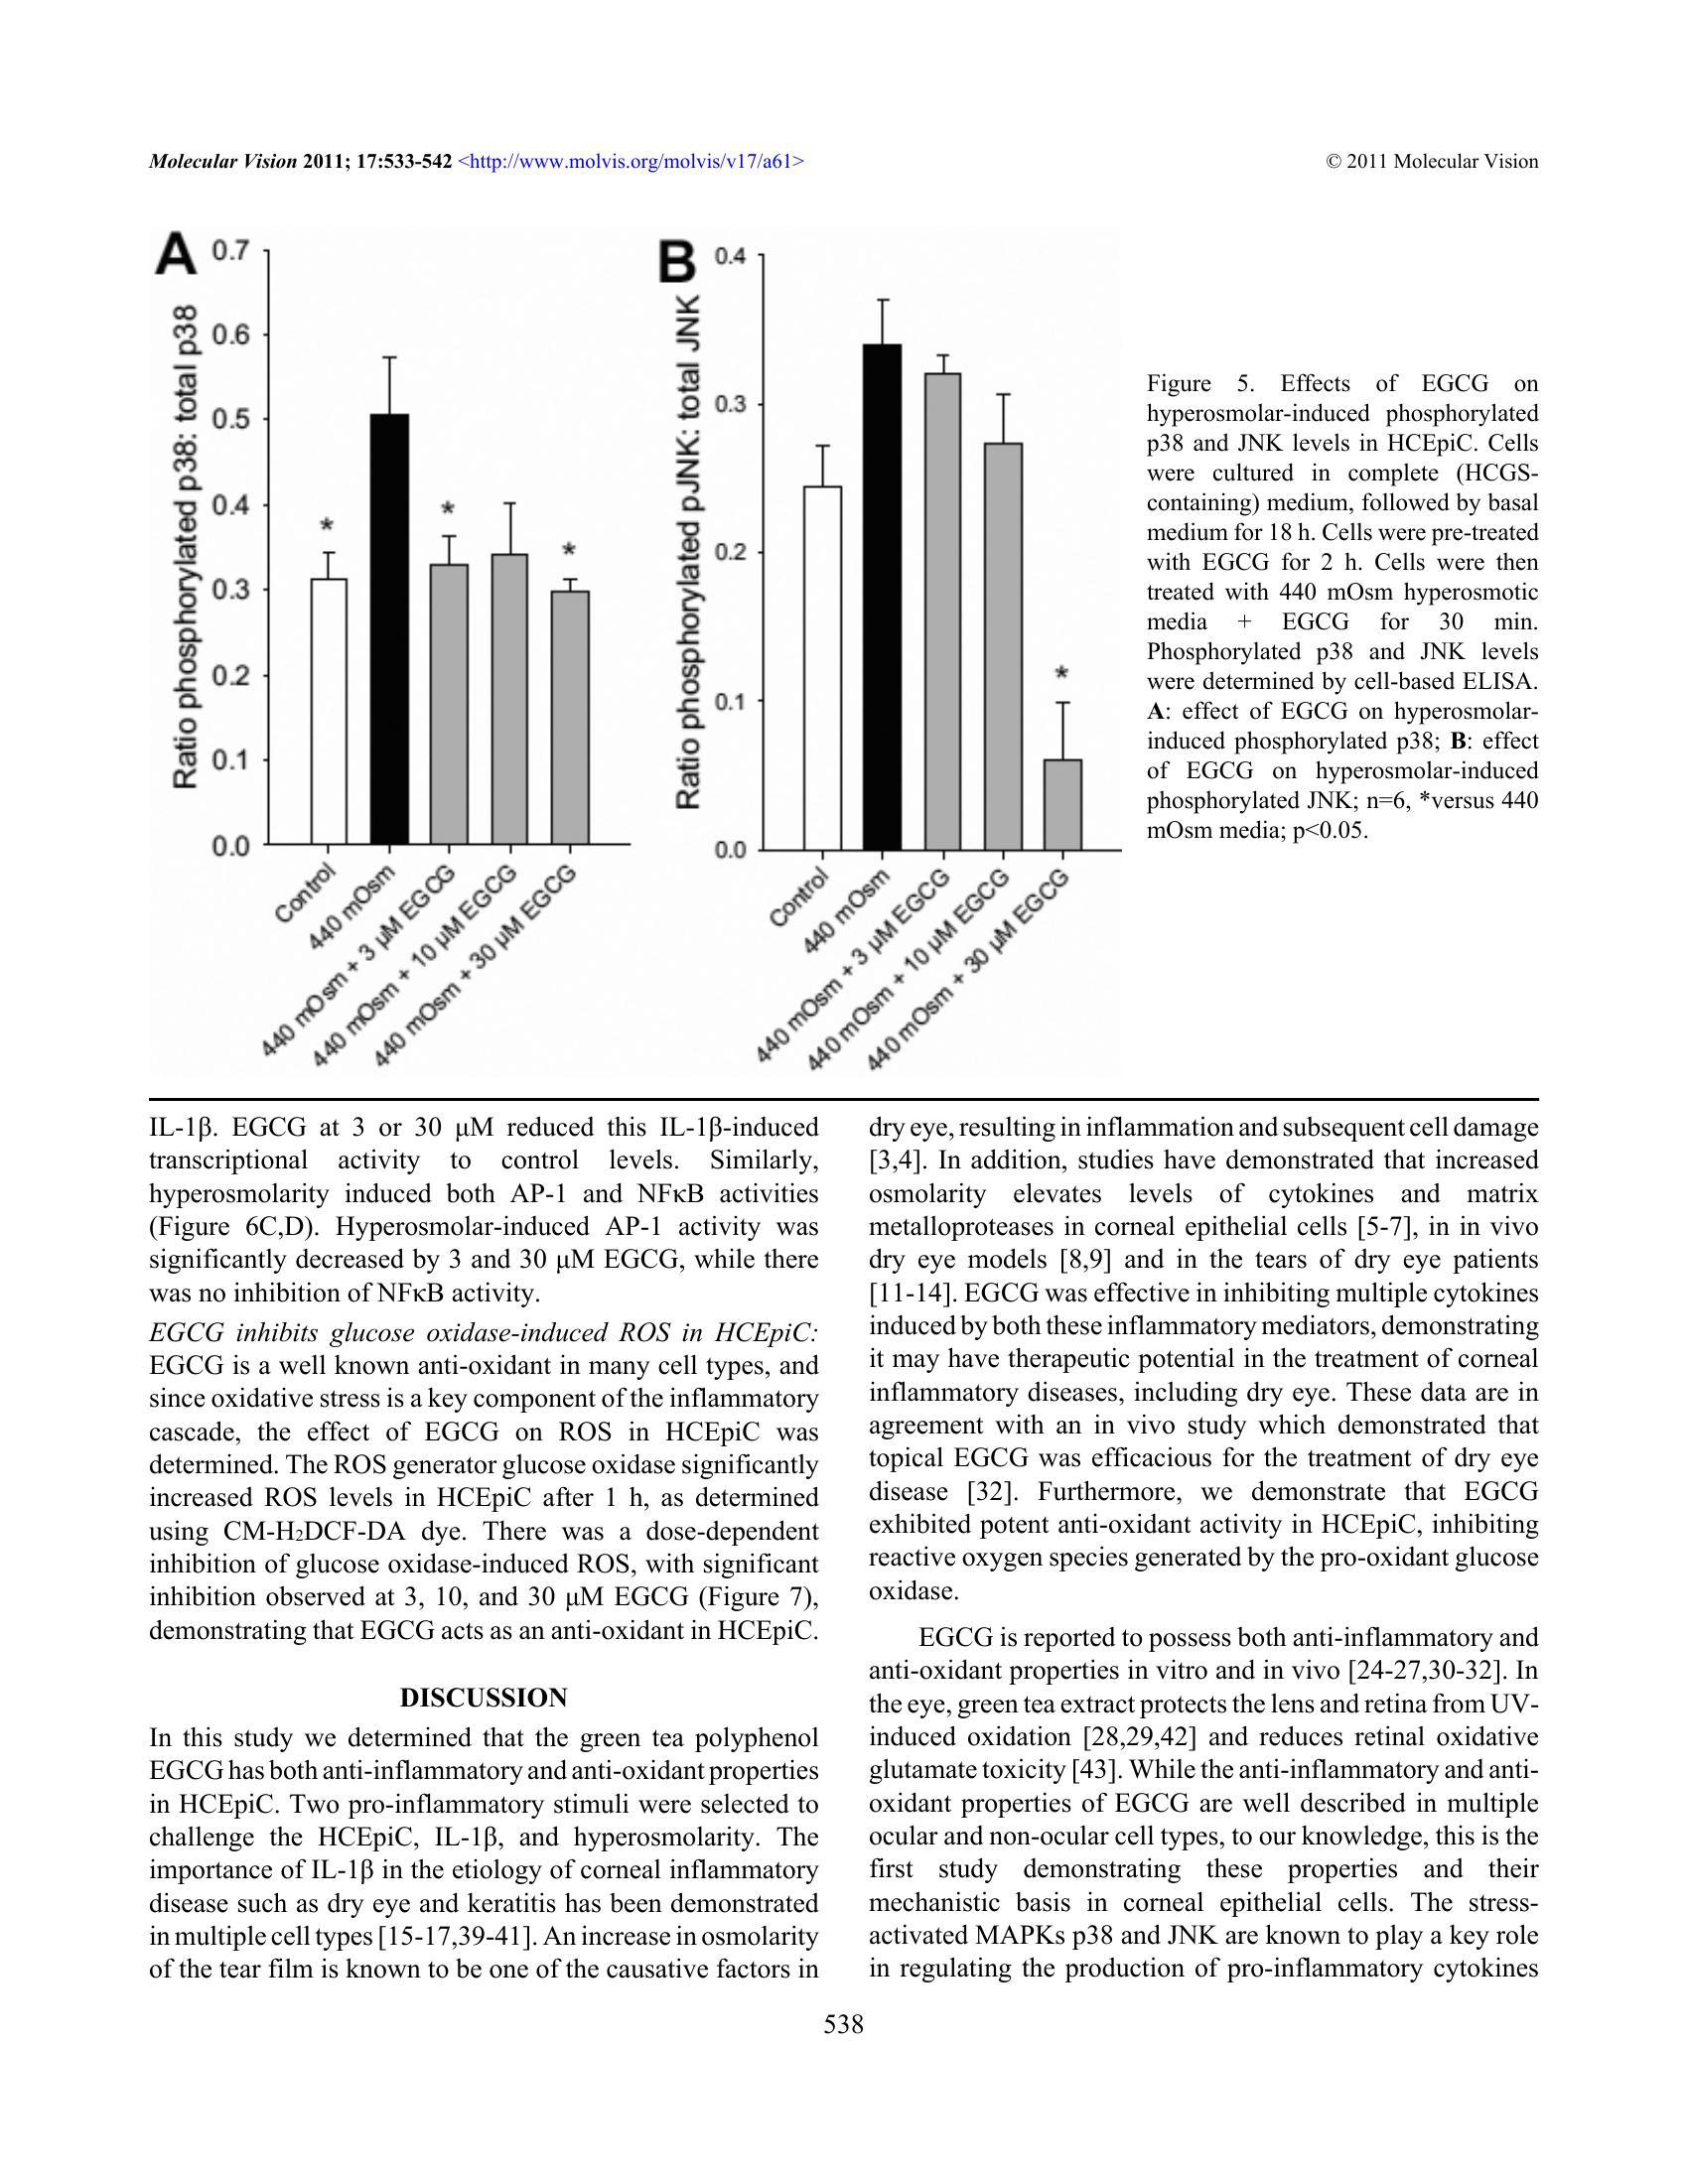 Molecular Vision 2011; 17:533-542 <http://www.molvis.org/molvis/v17/a61>
© 2011 Molecular Vision
A
Ratio phosphorylated p38: total p38
0.7
0.6
0.5
0.4
0.3
0.2
0.1
0.0
*
*
*
Control
440 mOsm
440 mOsm + 3 µM EGCG
440 mOsm + 10 µM EGCG
440 mOsm + 30 µM EGCG
B
Ratio phosphorylated pJNK: total JNK
0.4
0.3
0.2
0.1
0.0
*
Control
440 mOsm
440 mOsm + 3 µM EGCG
440 mOsm + 10 µM EGCG
440 mOsm + 30 µM EGCG
Figure 5. Effects of EGCG on
hyperosmolar-induced phosphorylated
p38 and JNK levels in HCEpiC. Cells
were cultured in complete (HCGS-
containing) medium, followed by basal
medium for 18 h. Cells were pre-treated
with EGCG for 2 h. Cells were then
treated with 440 mOsm hyperosmotic
media + EGCG for 30 min.
Phosphorylated p38 and JNK levels
were determined by cell-based ELISA.
A: effect of EGCG on hyperosmolar-
induced phosphorylated p38; B: effect
of EGCG on hyperosmolar-induced
phosphorylated JNK; n=6, *versus 440
mOsm media; p<0.05.
IL-1β. EGCG at 3 or 30 μM reduced this IL-1β-induced
transcriptional activity to control levels. Similarly,
hyperosmolarity induced both AP-1 and NFκB activities
(Figure 6C,D). Hyperosmolar-induced AP-1 activity was
significantly decreased by 3 and 30 μM EGCG, while there
was no inhibition of NFκB activity.
EGCG inhibits glucose oxidase-induced ROS in HCEpiC:
EGCG is a well known anti-oxidant in many cell types, and
since oxidative stress is a key component of the inflammatory
cascade, the effect of EGCG on ROS in HCEpiC was
determined. The ROS generator glucose oxidase significantly
increased ROS levels in HCEpiC after 1 h, as determined
using CM-H₂DCF-DA dye. There was a dose-dependent
inhibition of glucose oxidase-induced ROS, with significant
inhibition observed at 3, 10, and 30 μM EGCG (Figure 7),
demonstrating that EGCG acts as an anti-oxidant in HCEpiC.
DISCUSSION
In this study we determined that the green tea polyphenol
EGCG has both anti-inflammatory and anti-oxidant properties
in HCEpiC. Two pro-inflammatory stimuli were selected to
challenge the HCEpiC, IL-1β, and hyperosmolarity. The
importance of IL-1β in the etiology of corneal inflammatory
disease such as dry eye and keratitis has been demonstrated
in multiple cell types [15-17,39-41]. An increase in osmolarity
of the tear film is known to be one of the causative factors in
dry eye, resulting in inflammation and subsequent cell damage
[3,4]. In addition, studies have demonstrated that increased
osmolarity elevates levels of cytokines and matrix
metalloproteases in corneal epithelial cells [5-7], in in vivo
dry eye models [8,9] and in the tears of dry eye patients
[11-14]. EGCG was effective in inhibiting multiple cytokines
induced by both these inflammatory mediators, demonstrating
it may have therapeutic potential in the treatment of corneal
inflammatory diseases, including dry eye. These data are in
agreement with an in vivo study which demonstrated that
topical EGCG was efficacious for the treatment of dry eye
disease [32]. Furthermore, we demonstrate that EGCG
exhibited potent anti-oxidant activity in HCEpiC, inhibiting
reactive oxygen species generated by the pro-oxidant glucose
oxidase.
EGCG is reported to possess both anti-inflammatory and
anti-oxidant properties in vitro and in vivo [24-27,30-32]. In
the eye, green tea extract protects the lens and retina from UV-
induced oxidation [28,29,42] and reduces retinal oxidative
glutamate toxicity [43]. While the anti-inflammatory and anti-
oxidant properties of EGCG are well described in multiple
ocular and non-ocular cell types, to our knowledge, this is the
first study demonstrating these properties and their
mechanistic basis in corneal epithelial cells. The stress-
activated MAPKs p38 and JNK are known to play a key role
in regulating the production of pro-inflammatory cytokines
538